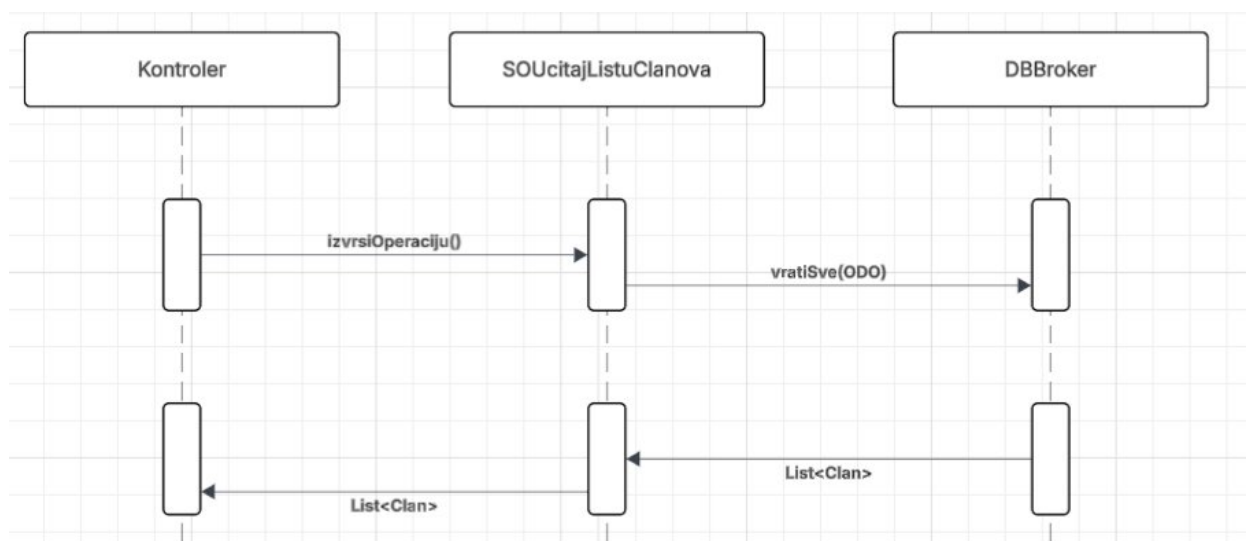 Kontroler
SOUcitajListuClanova
DBBroker
izvrsiOperaciju()
vratiSve(ODO)
List<Clan>
List<Clan>